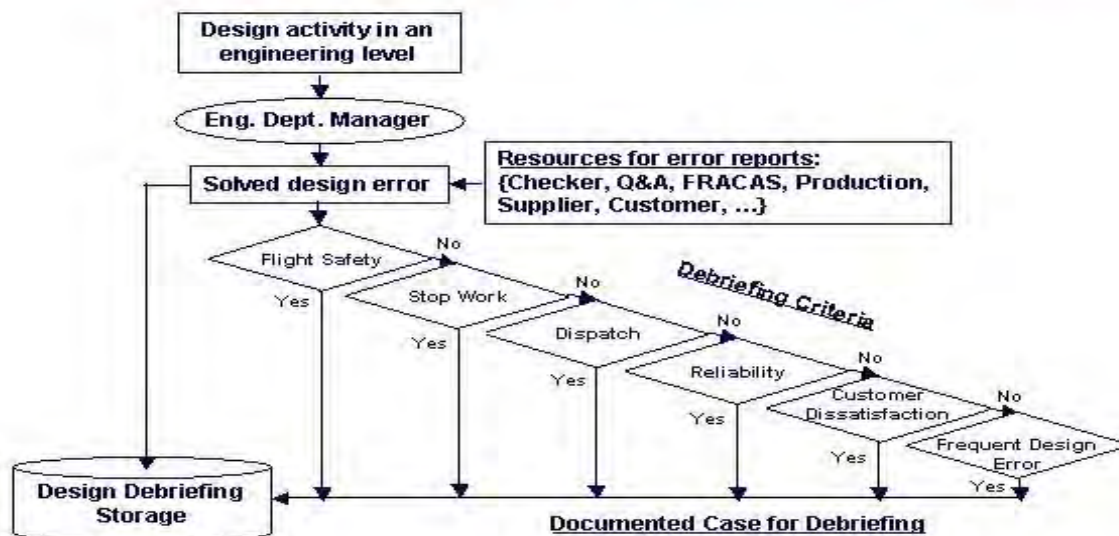 Design activity in an
engineering level
Eng. Dept. Manager
Resources for error reports:
{Checker, Q&A, FRACAS, Production,
Supplier, Customer, ...}
Solved design error
Flight Safety
No
Yes
Stop Work
No
Yes
Debriefing Criteria
Dispatch
No
Yes
Reliability
No
Yes
Customer
Dissatisfaction
No
Yes
Frequent Design
Error
Yes
Design Debriefing
Storage
Documented Case for Debriefing